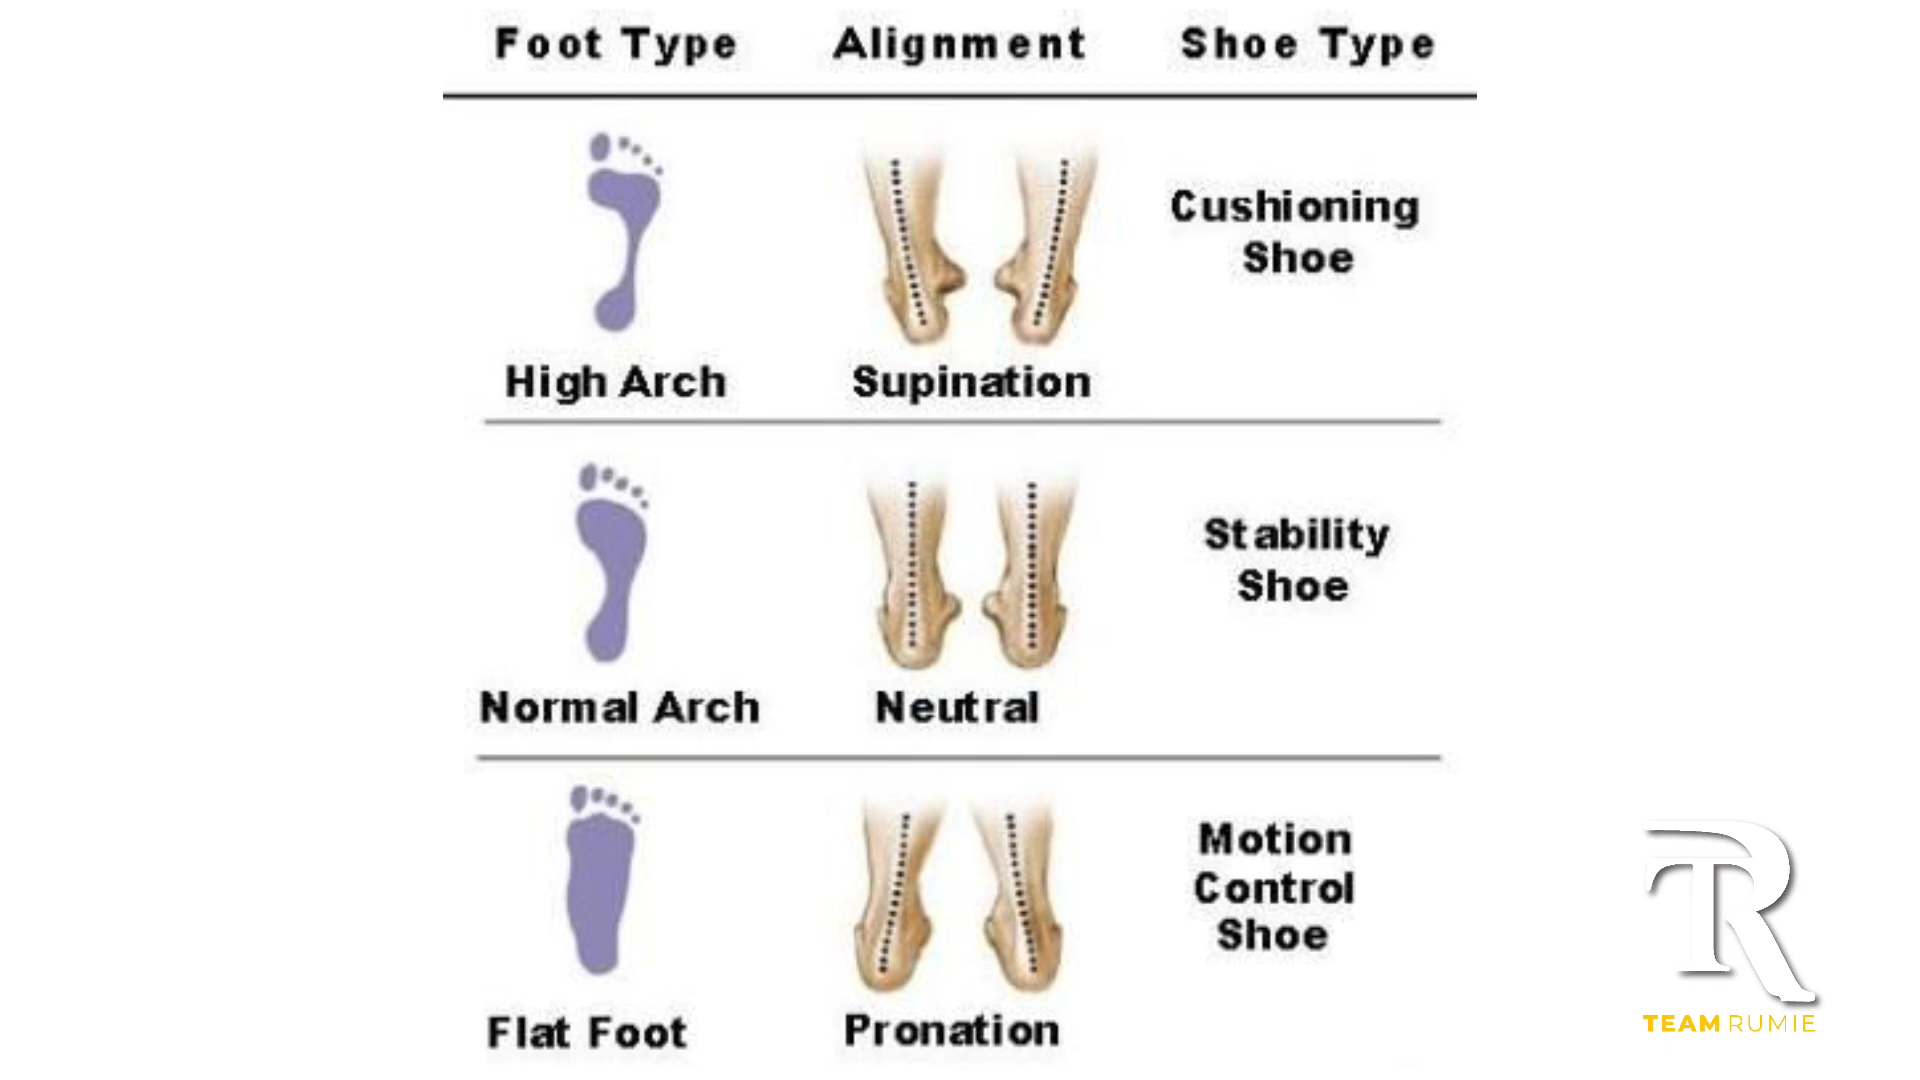 Foot Type Alignment Shoe Type
Cushioning
Shoe
High Arch Supination
Stability
Shoe
Normal Arch Neutral
Motion
Control
Shoe
Flat Foot Pronation
TR
TEAM RUMIE